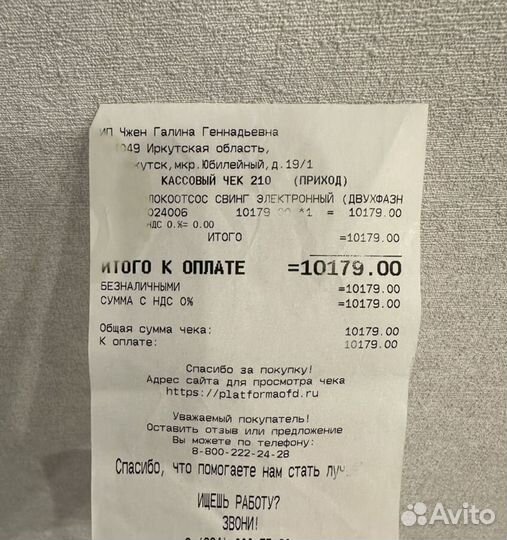 ИП Чжен Галина Геннадьевна
049 Иркутская область,
кутск,мкр.Юбилейный,д.19/1
КАССОВЫЙ ЧЕК 210 (ПРИХОД)
ЛОКООТСОС СВИНГ ЭЛЕКТРОННЫЙ (ДВУХФАЗН
024006 10179.00 *1 = 10179.00
НДС 0.%= 0.00
ИТОГО =10179.00
ИТОГО К ОПЛАТЕ =10179.00
БЕЗНАЛИЧНЫМИ =10179.00
СУММА С НДС 0% =10179.00
Общая сумма чека: 10179.00
К оплате: 10179.00
Спасибо за покупку!
Адрес сайта для просмотра чека
https://platformaofd.ru
Уважаемый покупатель!
Оставить отзыв или предложение
Вы можете по телефону:
8-800-222-24-28
Спасибо, что помогаете нам стать луч
ИЩЕШЬ РАБОТУ?
ЗВОНИ!
Avito